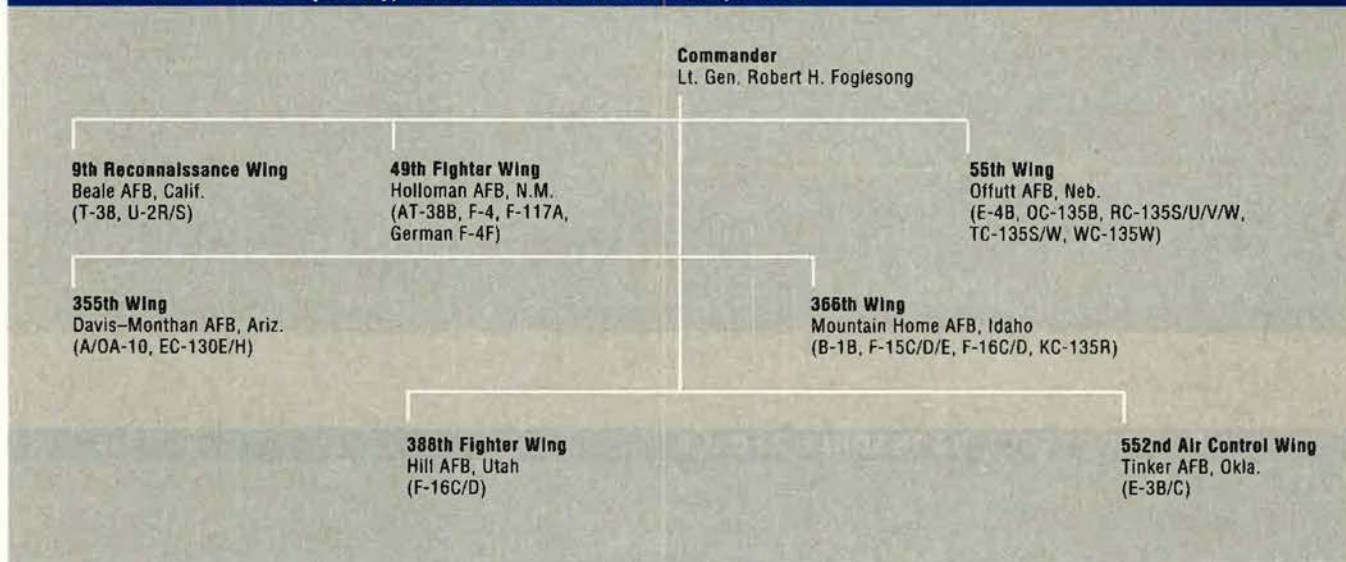 Commander
Lt. Gen. Robert H. Foglesong
9th Reconnaissance Wing
Beale AFB, Calif.
(T-38, U-2R/S)
49th Fighter Wing
Holloman AFB, N.M.
(AT-38B, F-4, F-117A,
German F-4F)
55th Wing
Offutt AFB, Neb.
(E-4B, OC-135B, RC-135S/U/V/W,
TC-135S/W, WC-135W)
355th Wing
Davis–Monthan AFB, Ariz.
(A/OA-10, EC-130E/H)
366th Wing
Mountain Home AFB, Idaho
(B-1B, F-15C/D/E, F-16C/D, KC-135R)
388th Fighter Wing
Hill AFB, Utah
(F-16C/D)
552nd Air Control Wing
Tinker AFB, Okla.
(E-3B/C)